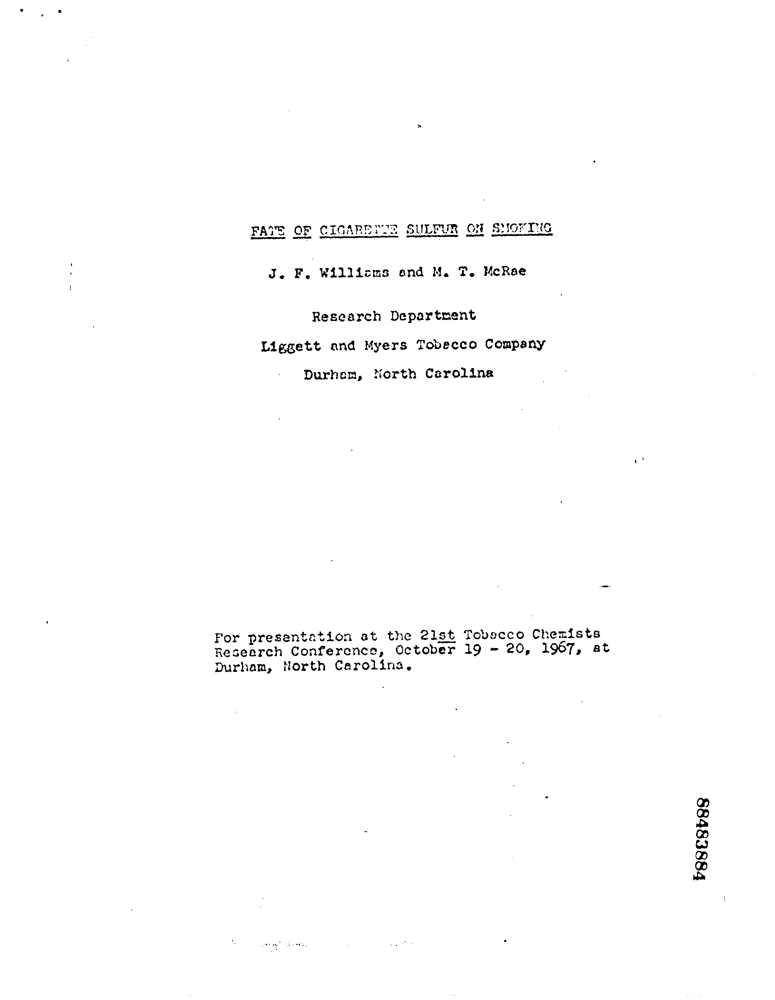 FATE OF CIGARETTE SULFUR ON SMOKING
J. F. Williams and M. T. McRae
Research Department
Liggett and Myers Tobacco Company
Durham, North Carolina
For presentation at the 21st Tobacco Chemists
Research Conference, October 19 - 20, 1967, at
Durham, North Carolina.
88483884